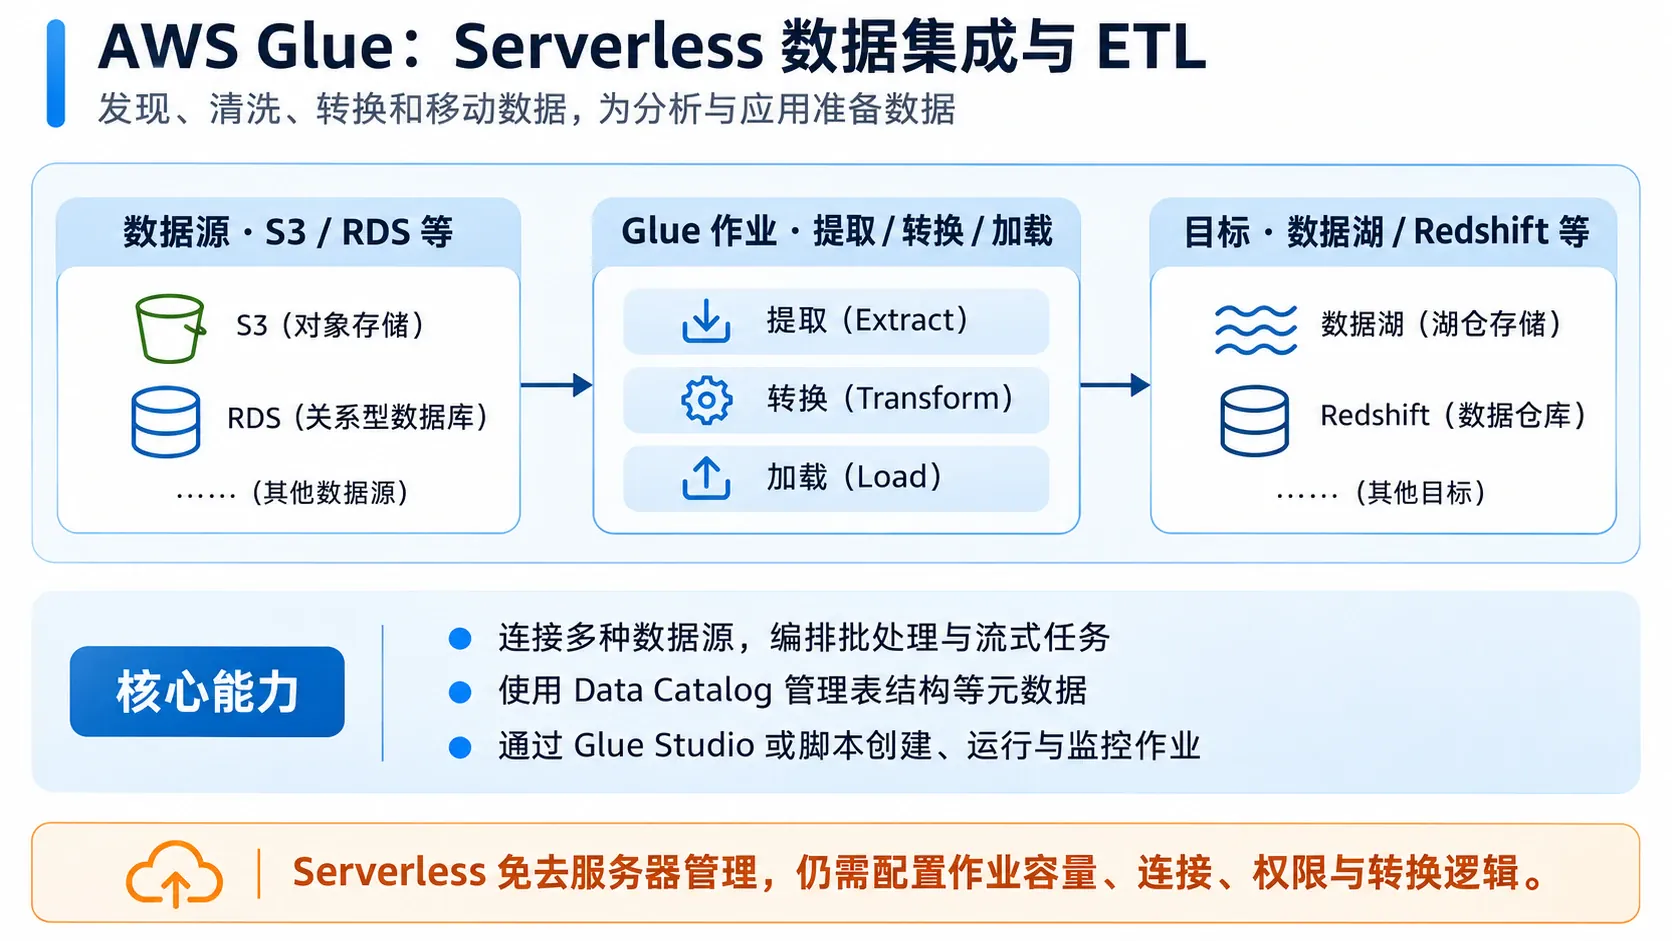 AWS Glue：Serverless 数据集成与 ETL
发现、清洗、转换和移动数据，为分析与应用准备数据
数据源 · S3 / RDS 等
S3（对象存储）
RDS（关系型数据库）
……（其他数据源）
Glue 作业 · 提取 / 转换 / 加载
提取（Extract）
转换（Transform）
加载（Load）
目标 · 数据湖 / Redshift 等
数据湖（湖仓存储）
Redshift（数据仓库）
……（其他目标）
核心能力
连接多种数据源，编排批处理与流式任务
使用 Data Catalog 管理表结构等元数据
通过 Glue Studio 或脚本创建、运行与监控作业
Serverless 免去服务器管理，仍需配置作业容量、连接、权限与转换逻辑。